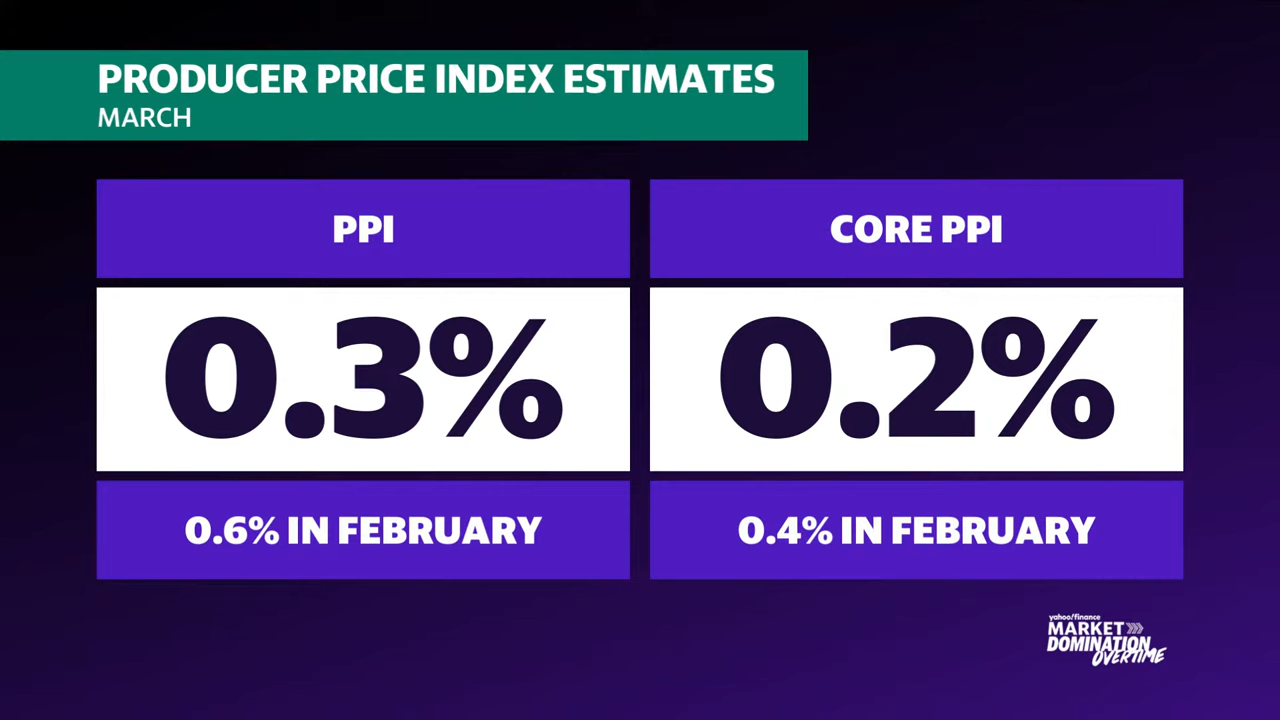 PRODUCER PRICE INDEX ESTIMATES
MARCH
PPI
CORE PPI
0.3%
0.2%
0.6% IN FEBRUARY
0.4% IN FEBRUARY
yahoo!finance
MARKET
DOMINATION
OVERTIME